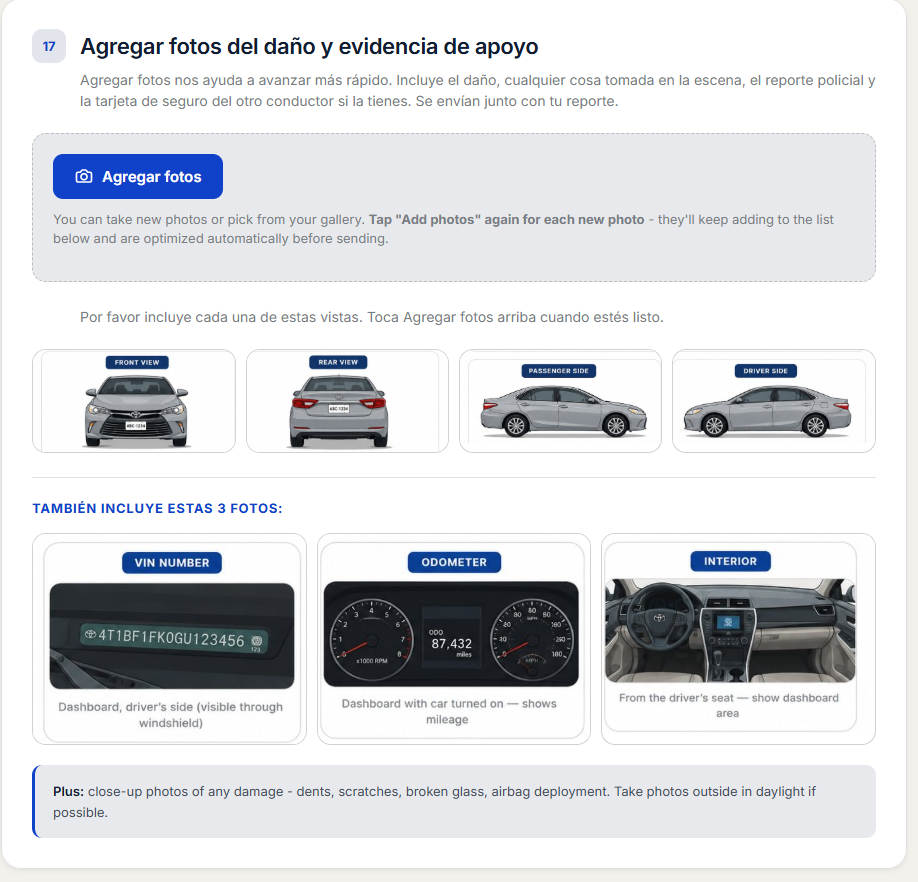 17
Agregar fotos del daño y evidencia de apoyo
Agregar fotos nos ayuda a avanzar más rápido. Incluye el daño, cualquier cosa tomada en la escena, el reporte policial y
la tarjeta de seguro del otro conductor si la tienes. Se envían junto con tu reporte.
Agregar fotos
You can take new photos or pick from your gallery. Tap "Add photos" again for each new photo - they'll keep adding to the list
below and are optimized automatically before sending.
Por favor incluye cada una de estas vistas. Toca Agregar fotos arriba cuando estés listo.
FRONT VIEW
ABC·1234
REAR VIEW
ABC·1234
PASSENGER SIDE
DRIVER SIDE
TAMBIÉN INCLUYE ESTAS 3 FOTOS:
VIN NUMBER
4T1BF1FK0GU123456
123
Dashboard, driver's side (visible through
windshield)
ODOMETER
ODO
87,432
miles
x1000 RPM
MPH
Dashboard with car turned on — shows
mileage
INTERIOR
From the driver's seat — show dashboard
area
Plus: close-up photos of any damage - dents, scratches, broken glass, airbag deployment. Take photos outside in daylight if
possible.